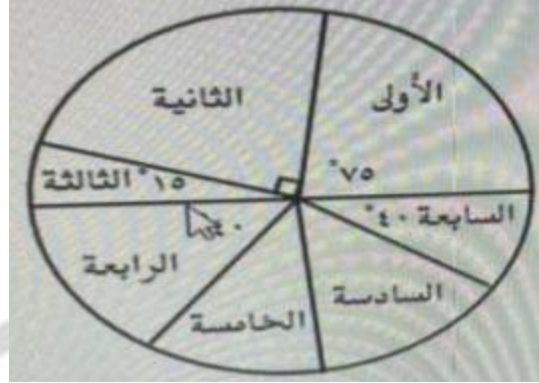 الأولى
الثانية
٧٥°
١٥° الثالثة
السابعة ٤٠°
الرابعة
السادسة
الخامسة